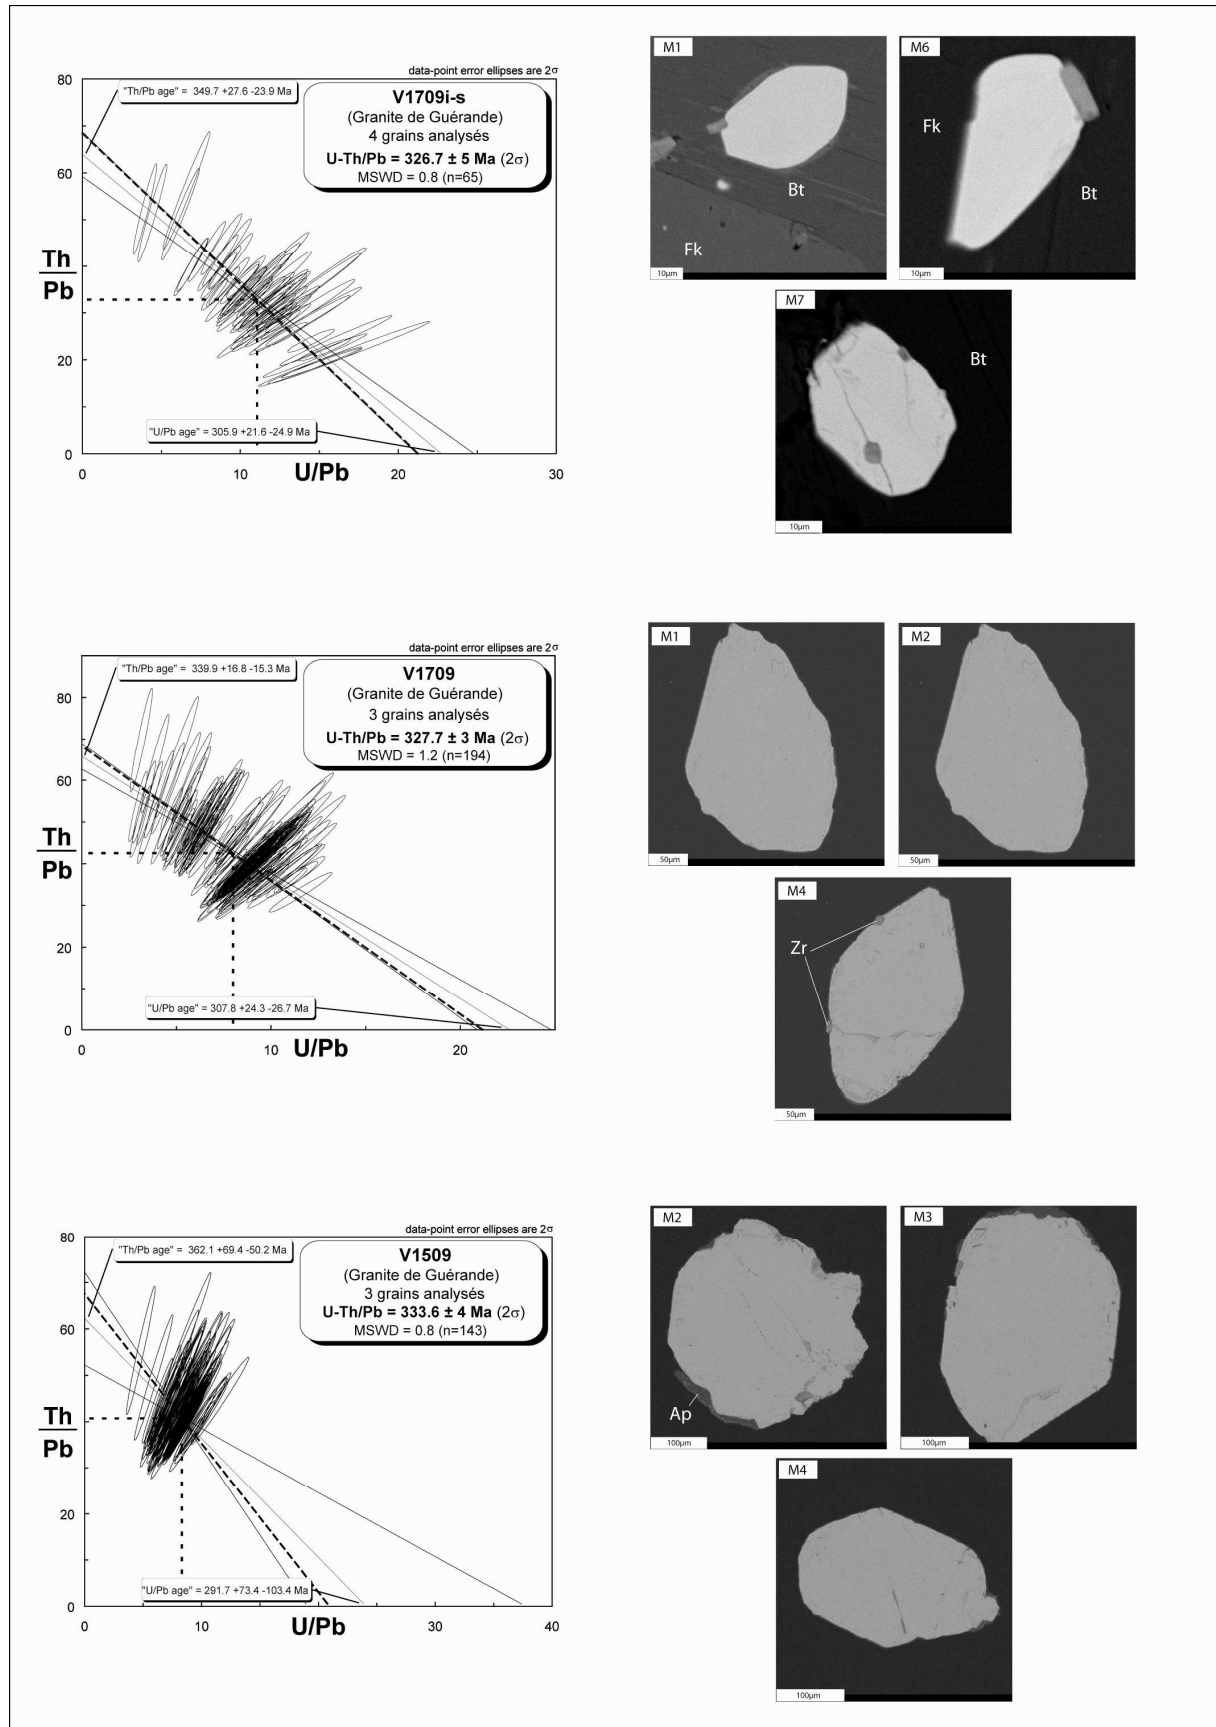 data-point error ellipses are 2σ
"Th/Pb age" = 349.7 +27.6 -23.9 Ma
V1709i-s
(Granite de Guérande)
4 grains analysés
U-Th/Pb = 326.7 ± 5 Ma (2σ)
MSWD = 0.8 (n=65)
80
60
40
20
0
Th
Pb
"U/Pb age" = 305.9 +21.6 -24.9 Ma
0
10
20
30
U/Pb
M1
Bt
Fk
10µm
M6
Fk
Bt
10µm
M7
Bt
10µm
data-point error ellipses are 2σ
"Th/Pb age" = 339.9 +16.8 -15.3 Ma
V1709
(Granite de Guérande)
3 grains analysés
U-Th/Pb = 327.7 ± 3 Ma (2σ)
MSWD = 1.2 (n=194)
80
60
40
20
0
Th
Pb
"U/Pb age" = 307.8 +24.3 -26.7 Ma
0
10
20
U/Pb
M1
50µm
M2
50µm
M4
Zr
50µm
data-point error ellipses are 2σ
"Th/Pb age" = 362.1 +69.4 -50.2 Ma
V1509
(Granite de Guérande)
3 grains analysés
U-Th/Pb = 333.6 ± 4 Ma (2σ)
MSWD = 0.8 (n=143)
80
60
20
0
Th
Pb
"U/Pb age" = 291.7 +73.4 -103.4 Ma
0
10
30
40
U/Pb
M2
Ap
100µm
M3
100µm
M4
100µm